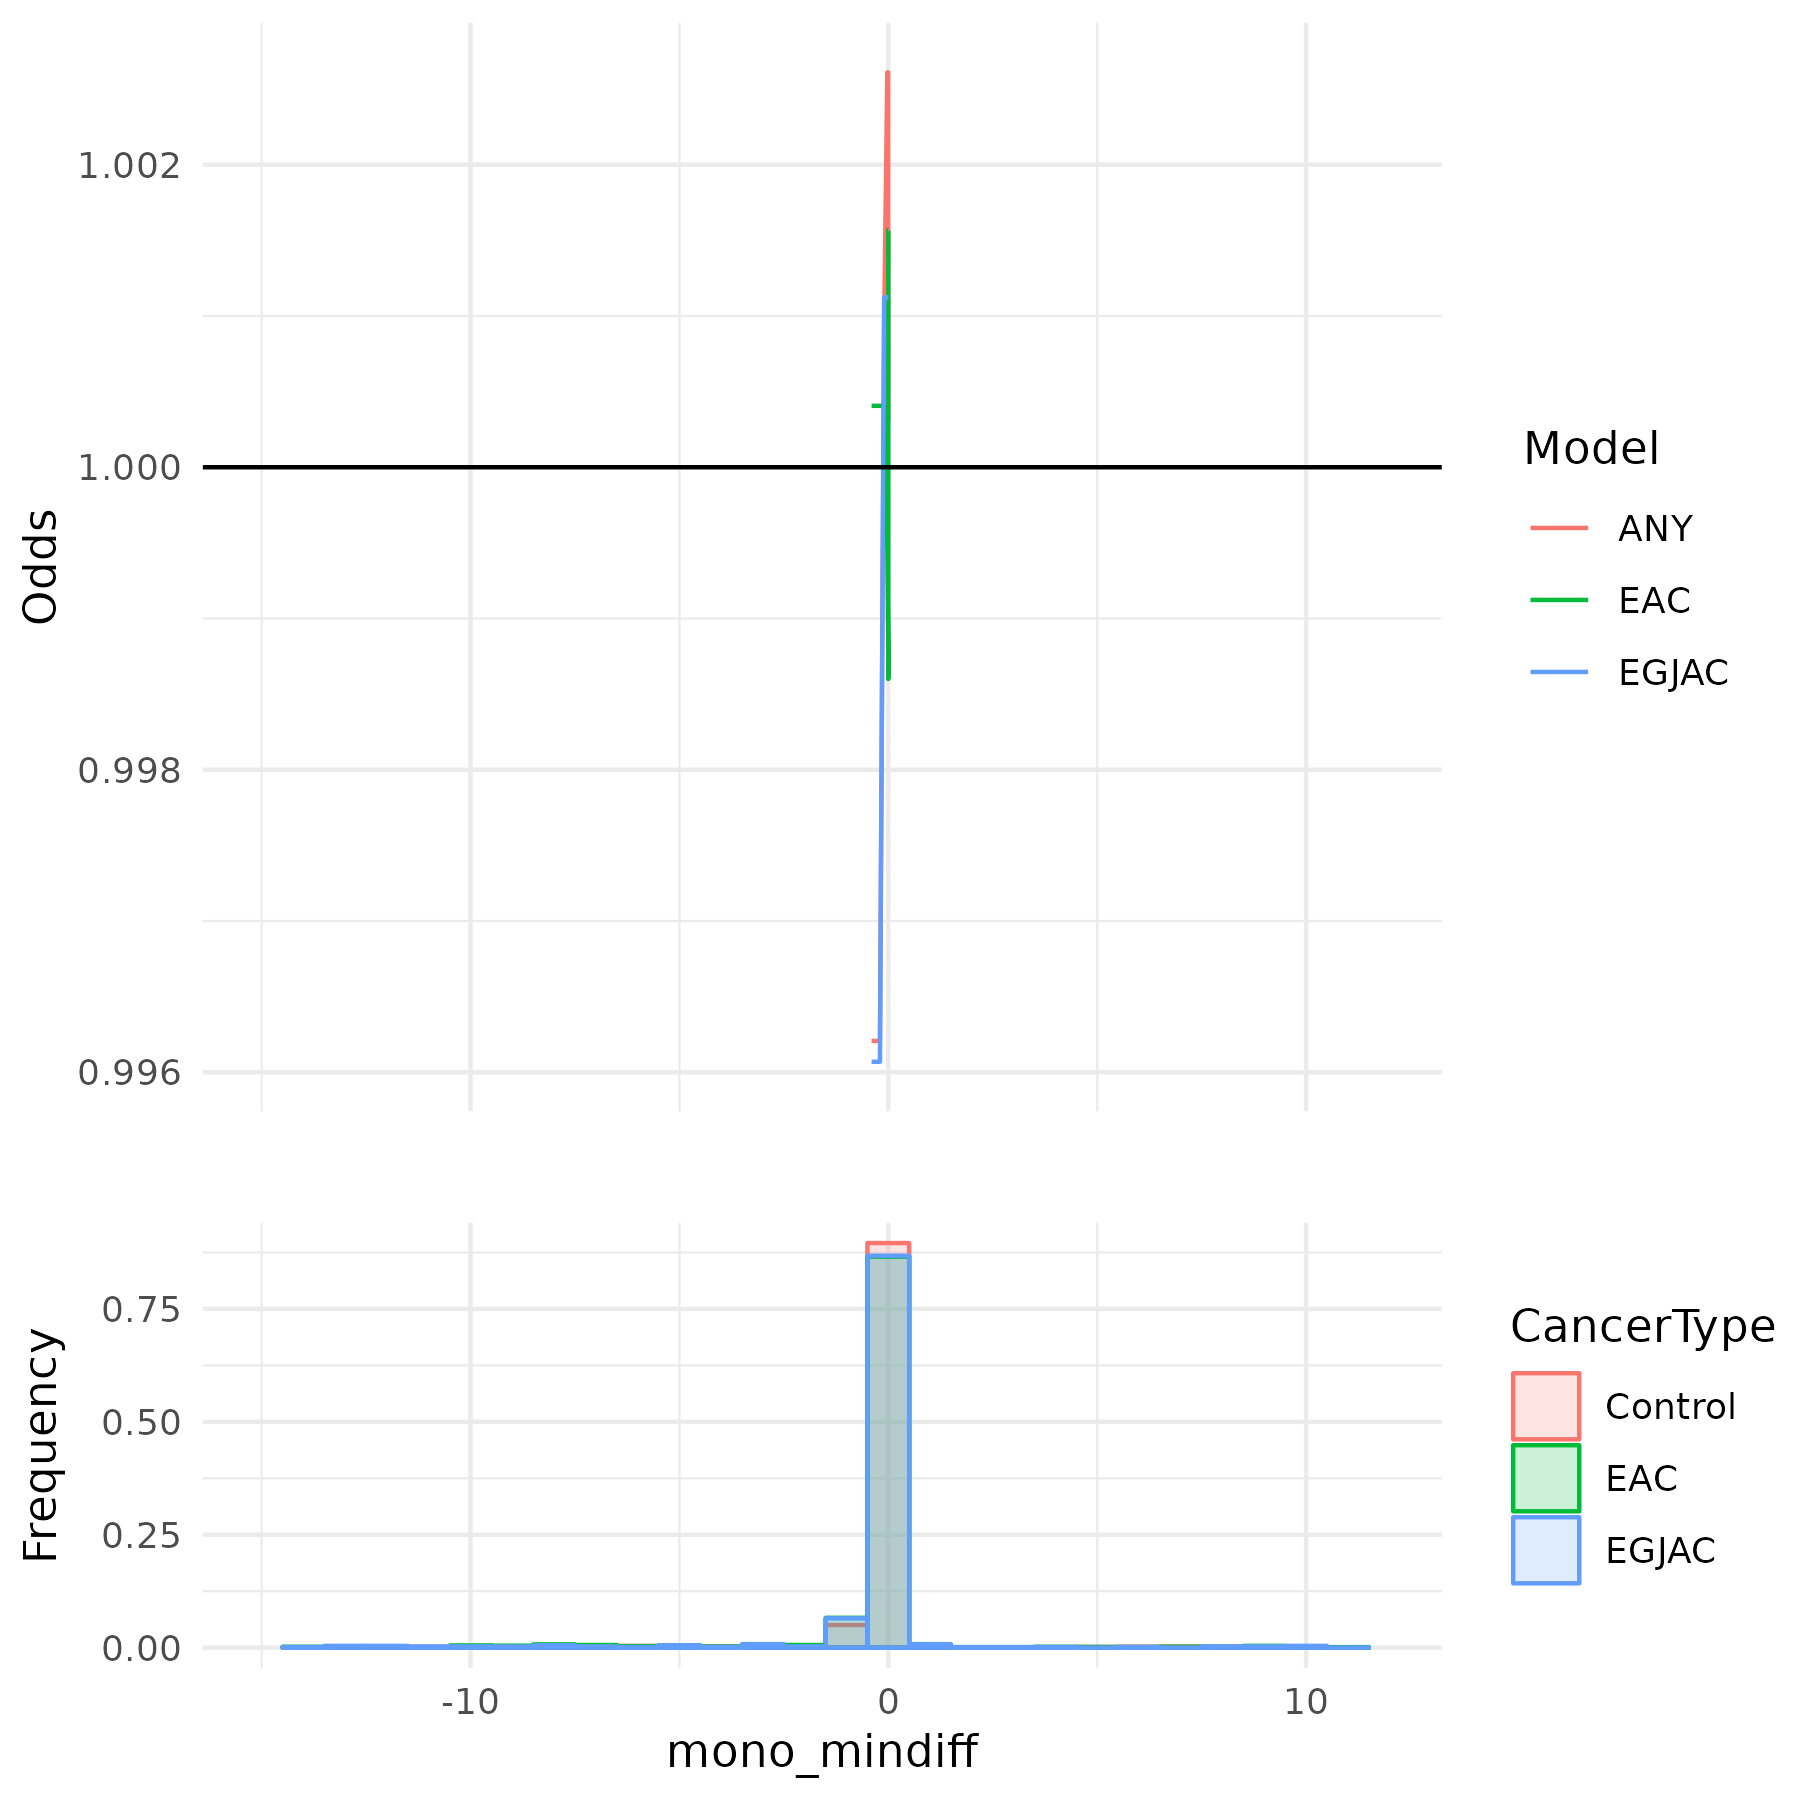 1.002
1.000
0.998
0.996
Odds
Model
ANY
EAC
EGJAC
0.75
0.50
0.25
0.00
Frequency
-10
0
10
mono_mindiff
CancerType
Control
EAC
EGJAC